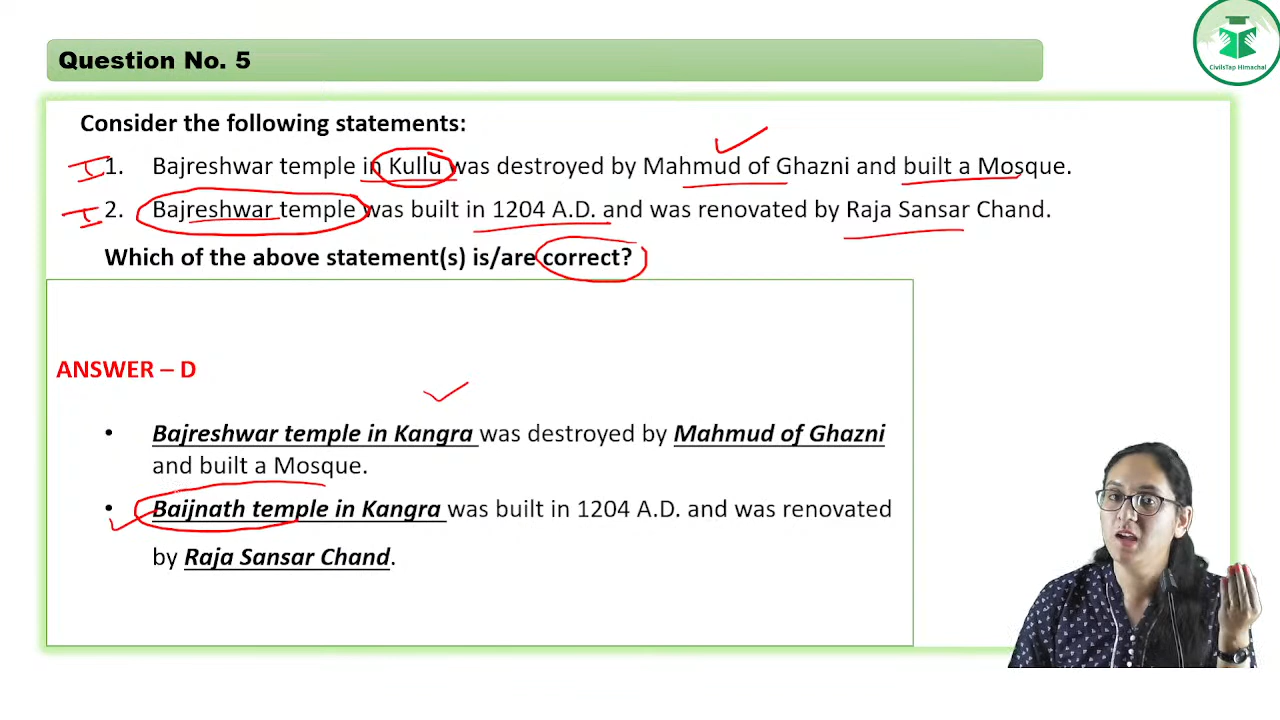 Question No. 5
CivilsTap Himachal
Consider the following statements:
1. Bajreshwar temple in Kullu was destroyed by Mahmud of Ghazni and built a Mosque.
2. Bajreshwar temple was built in 1204 A.D. and was renovated by Raja Sansar Chand.
Which of the above statement(s) is/are correct?
ANSWER – D
• Bajreshwar temple in Kangra was destroyed by Mahmud of Ghazni
and built a Mosque.
• Baijnath temple in Kangra was built in 1204 A.D. and was renovated
by Raja Sansar Chand.